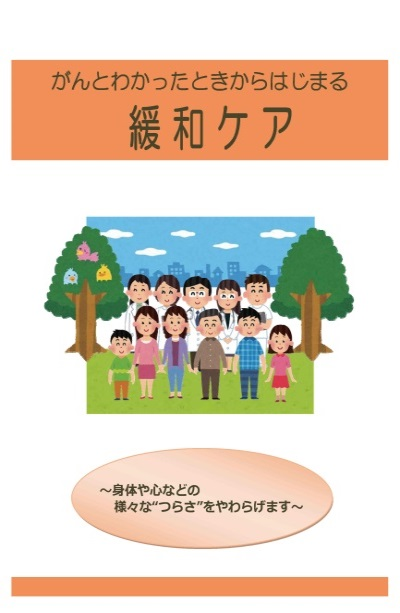 がんとわかったときからはじまる
緩和ケア
～身体や心などの
様々な“つらさ”をやわらげます～